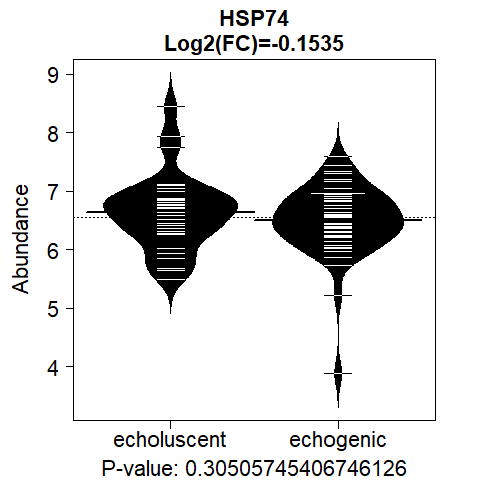 HSP74
Log2(FC)=-0.1535
Abundance
9
8
7
6
5
4
echoluscent echogenic
P-value: 0.30505745406746126